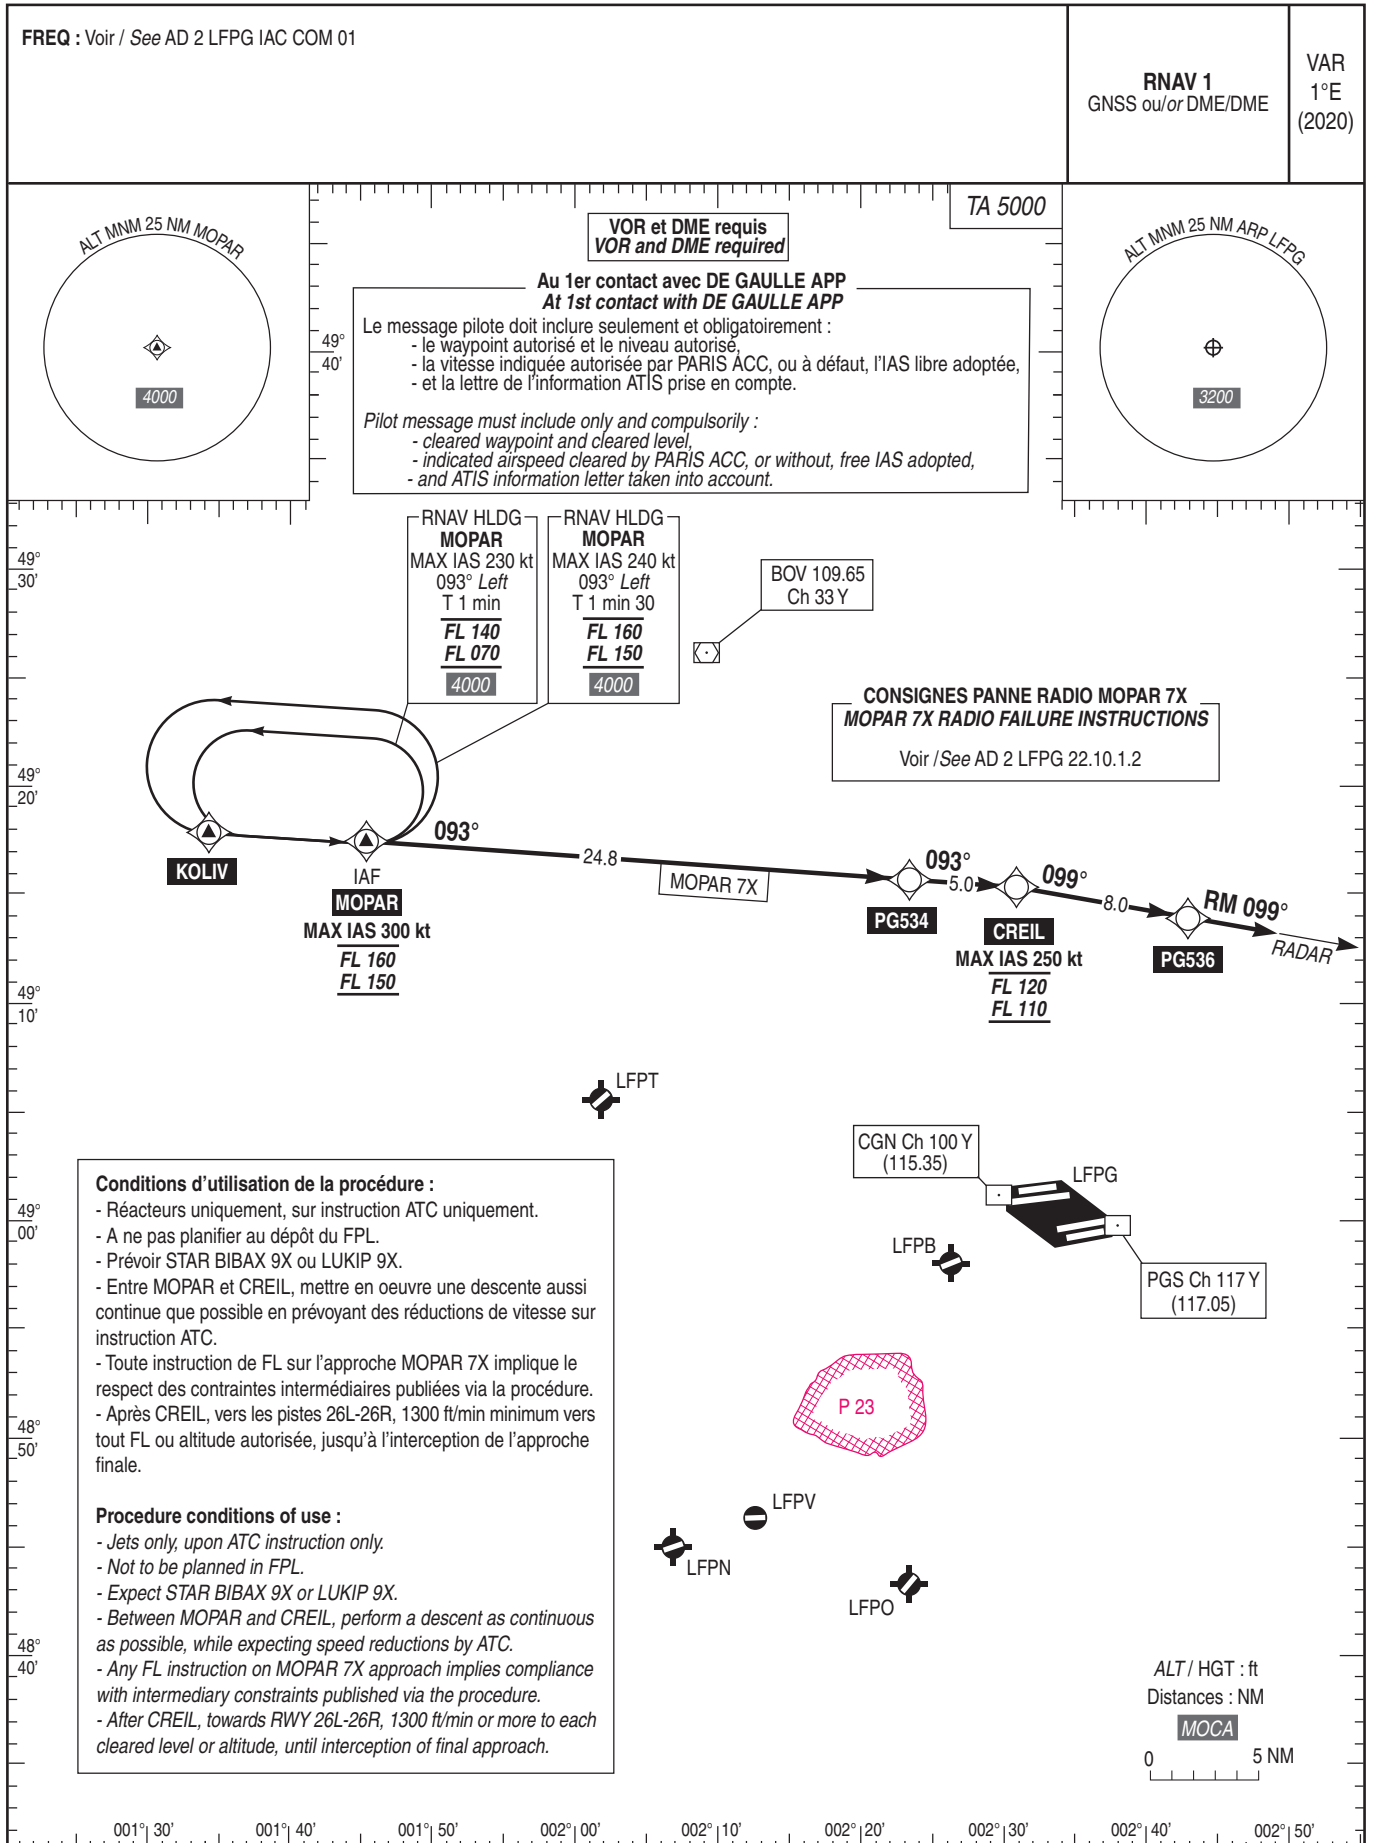 FREQ : Voir / See AD 2 LFPG IAC COM 01
RNAV 1
GNSS ou/or DME/DME
VAR
1°E
(2020)
ALT MNM 25 NM MOPAR
4000
VOR et DME requis
VOR and DME required
TA 5000
ALT MNM 25 NM ARP LFPG
3200
Au 1er contact avec DE GAULLE APP
At 1st contact with DE GAULLE APP
Le message pilote doit inclure seulement et obligatoirement :
- le waypoint autorisé et le niveau autorisé,
- la vitesse indiquée autorisée par PARIS ACC, ou à défaut, l'IAS libre adoptée,
- et la lettre de l'information ATIS prise en compte.
Pilot message must include only and compulsorily :
- cleared waypoint and cleared level,
- indicated airspeed cleared by PARIS ACC, or without, free IAS adopted,
- and ATIS information letter taken into account.
49°
40'
RNAV HLDG
MOPAR
MAX IAS 230 kt
093° Left
T 1 min
FL 140
FL 070
4000
RNAV HLDG
MOPAR
MAX IAS 240 kt
093° Left
T 1 min 30
FL 160
FL 150
4000
49°
30'
BOV 109.65
Ch 33 Y
CONSIGNES PANNE RADIO MOPAR 7X
MOPAR 7X RADIO FAILURE INSTRUCTIONS
Voir /See AD 2 LFPG 22.10.1.2
49°
20'
KOLIV
IAF
MOPAR
MAX IAS 300 kt
FL 160
FL 150
093°
24.8
MOPAR 7X
093°
5.0
PG534
CREIL
MAX IAS 250 kt
FL 120
FL 110
099°
8.0
PG536
RM 099°
RADAR
49°
10'
LFPT
CGN Ch 100 Y
(115.35)
LFPG
LFPB
PGS Ch 117 Y
(117.05)
49°
00'
Conditions d'utilisation de la procédure :
- Réacteurs uniquement, sur instruction ATC uniquement.
- A ne pas planifier au dépôt du FPL.
- Prévoir STAR BIBAX 9X ou LUKIP 9X.
- Entre MOPAR et CREIL, mettre en oeuvre une descente aussi
continue que possible en prévoyant des réductions de vitesse sur
instruction ATC.
- Toute instruction de FL sur l'approche MOPAR 7X implique le
respect des contraintes intermédiaires publiées via la procédure.
- Après CREIL, vers les pistes 26L-26R, 1300 ft/min minimum vers
tout FL ou altitude autorisée, jusqu'à l'interception de l'approche
finale.
Procedure conditions of use :
- Jets only, upon ATC instruction only.
- Not to be planned in FPL.
- Expect STAR BIBAX 9X or LUKIP 9X.
- Between MOPAR and CREIL, perform a descent as continuous
as possible, while expecting speed reductions by ATC.
- Any FL instruction on MOPAR 7X approach implies compliance
with intermediary constraints published via the procedure.
- After CREIL, towards RWY 26L-26R, 1300 ft/min or more to each
cleared level or altitude, until interception of final approach.
P 23
48°
50'
LFPV
LFPN
LFPO
48°
40'
ALT / HGT : ft
Distances : NM
MOCA
0
5 NM
001° 30'
001° 40'
001° 50'
002° 00'
002° 10'
002° 20'
002° 30'
002° 40'
002° 50'